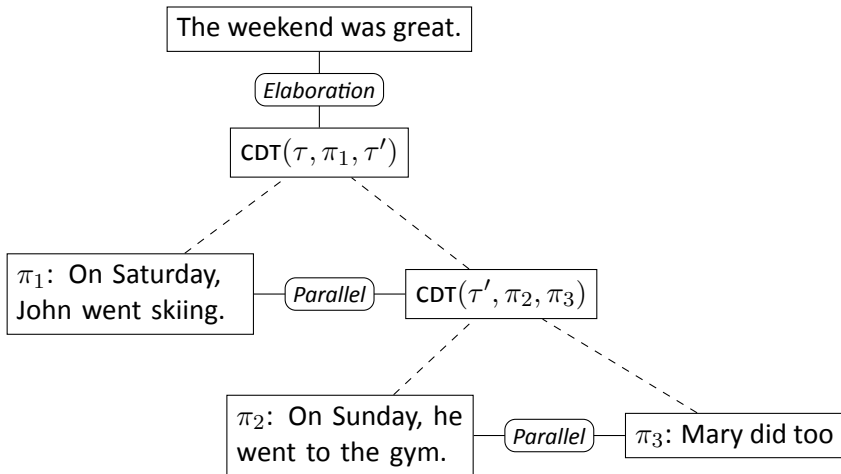 The weekend was great.
Elaboration
CDT(τ, π₁, τ′)
π₁: On Saturday,
John went skiing.
Parallel
CDT(τ′, π₂, π₃)
π₂: On Sunday, he
went to the gym.
Parallel
π₃: Mary did too